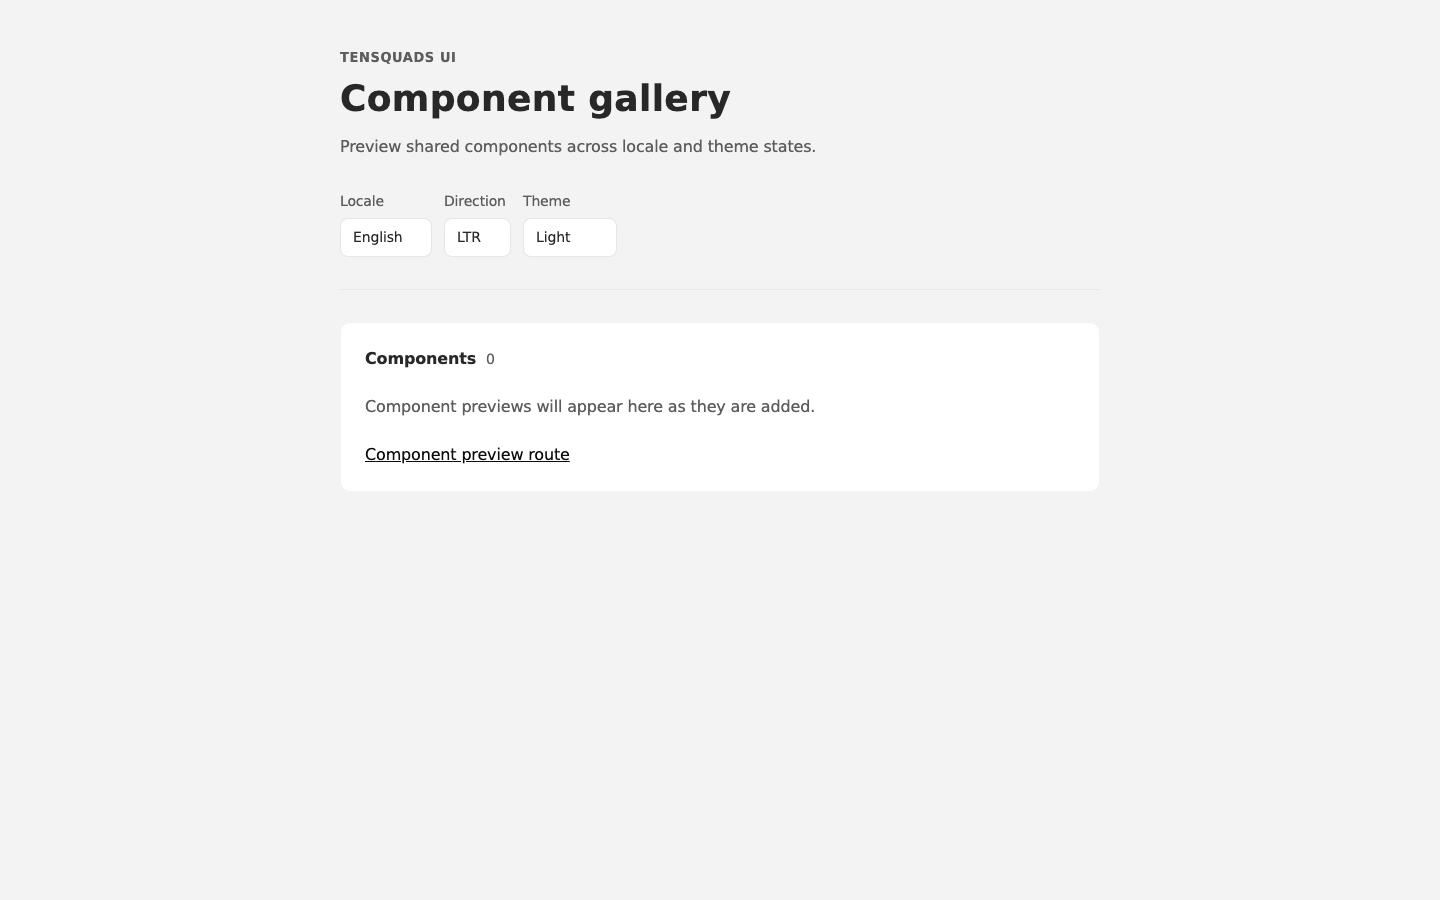 TENSQUADS UI
Component gallery
Preview shared components across locale and theme states.
Locale Direction Theme
English LTR Light
Components 0
Component previews will appear here as they are added.
Component preview route